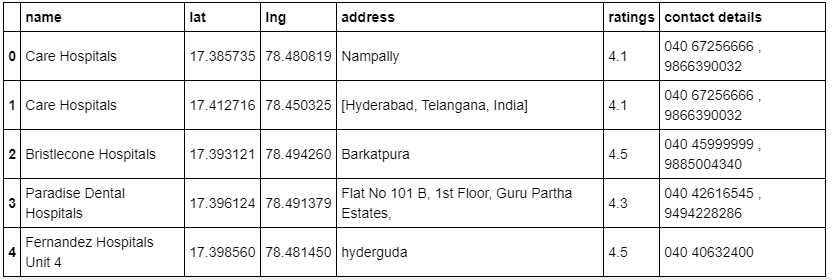 name lat lng address ratings contact details
0 Care Hospitals 17.385735 78.480819 Nampally 4.1 040 67256666 ,
9866390032
1 Care Hospitals 17.412716 78.450325 [Hyderabad, Telangana, India] 4.1 040 67256666 ,
9866390032
2 Bristlecone Hospitals 17.393121 78.494260 Barkatpura 4.5 040 45999999 ,
9885004340
3 Paradise Dental
Hospitals 17.396124 78.491379 Flat No 101 B, 1st Floor, Guru Partha
Estates, 4.3 040 42616545 ,
9494228286
4 Fernandez Hospitals
Unit 4 17.398560 78.481450 hyderguda 4.5 040 40632400